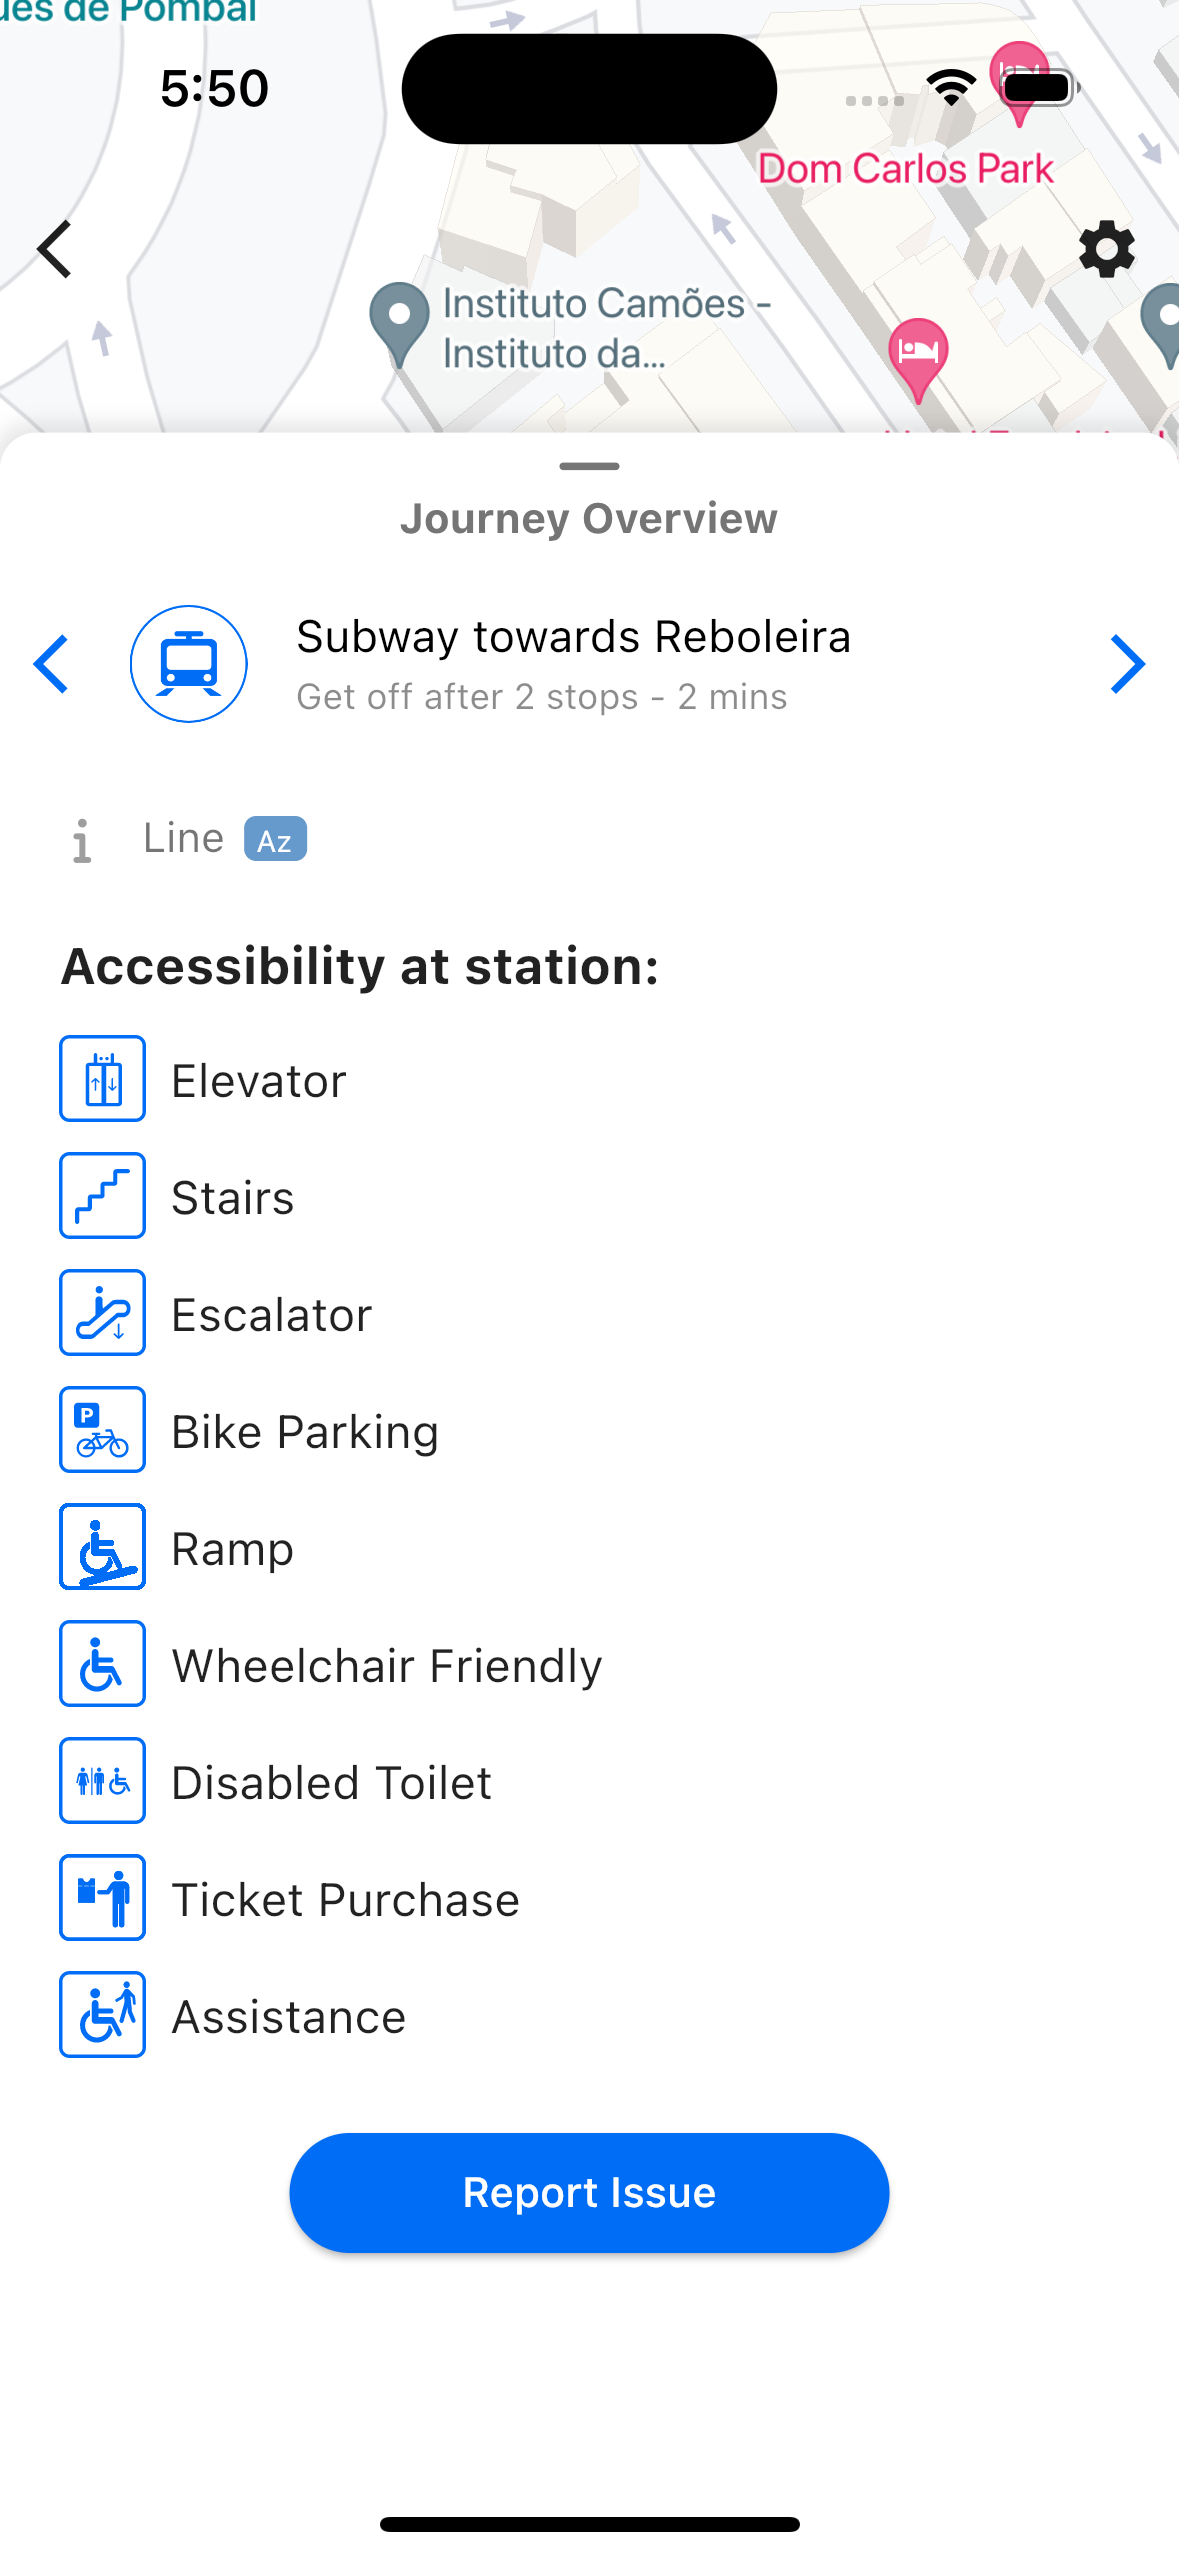 de Pombal
5:50
Dom Carlos Park
Instituto Camões -
Instituto da...
Journey Overview
Subway towards Reboleira
Get off after 2 stops - 2 mins
i Line Az
Accessibility at station:
Elevator
Stairs
Escalator
P
Bike Parking
Ramp
Wheelchair Friendly
Disabled Toilet
Ticket Purchase
Assistance
Report Issue